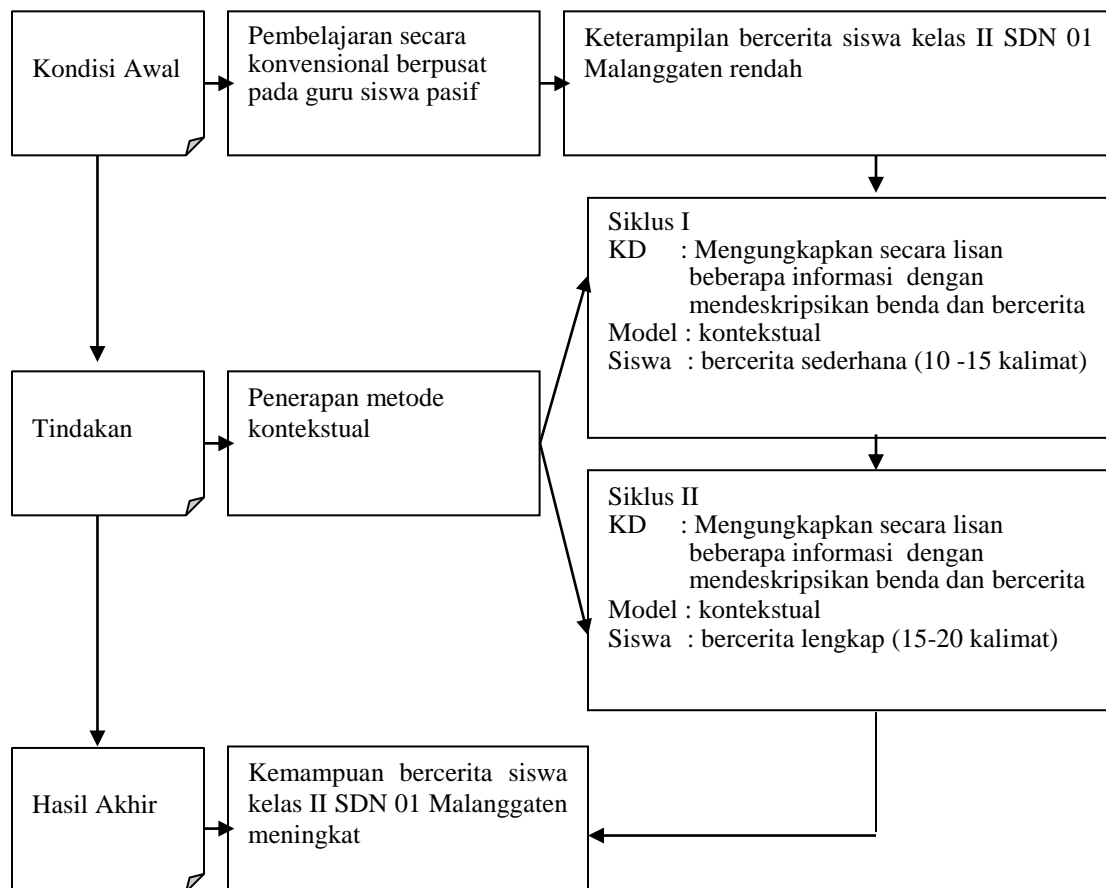 Kondisi Awal
Pembelajaran secara
konvensional berpusat
pada guru siswa pasif
Keterampilan bercerita siswa kelas II SDN 01
Malanggaten rendah
Siklus I
KD : Mengungkapkan secara lisan
beberapa informasi dengan
mendeskripsikan benda dan bercerita
Model : kontekstual
Siswa : bercerita sederhana (10 -15 kalimat)
Tindakan
Penerapan metode
kontekstual
Siklus II
KD : Mengungkapkan secara lisan
beberapa informasi dengan
mendeskripsikan benda dan bercerita
Model : kontekstual
Siswa : bercerita lengkap (15-20 kalimat)
Hasil Akhir
Kemampuan bercerita siswa
kelas II SDN 01 Malanggaten
meningkat